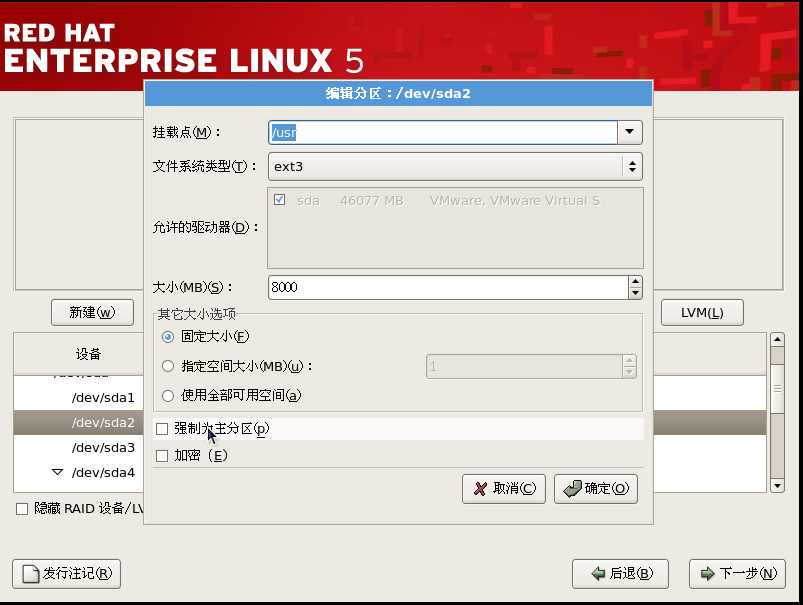 RED HAT
ENTERPRISE LINUX 5
编辑分区：/dev/sda2
挂载点(M)：
/usr
文件系统类型(T)：
ext3
允许的驱动器(D)：
sda 46077 MB VMware, VMware Virtual S
大小(MB)(S)：
8000
其它大小选项
固定大小(F)
指定空间大小(MB)(u)：
1
使用全部可用空间(a)
强制为主分区(p)
加密 (E)
取消(C)
确定(O)
新建(w)
LVM(L)
设备
/dev/sda1
/dev/sda2
/dev/sda3
/dev/sda4
隐藏 RAID 设备/LV
发行注记(R)
后退(B)
下一步(N)